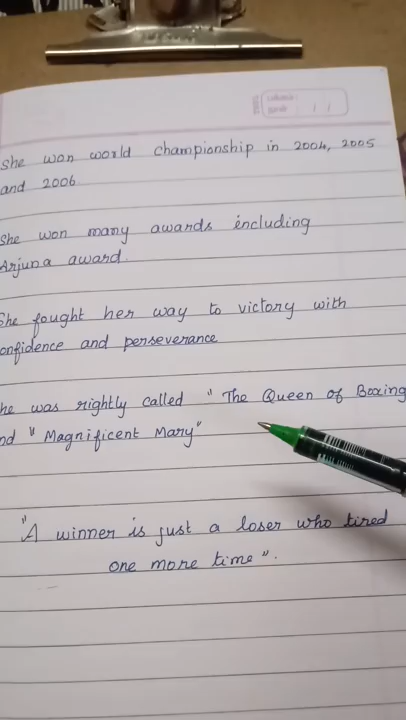 She won world championship in 2004, 2005
and 2006
She won many awards including
Arjuna award.
She fought her way to victory with
onfidence and perseverance
he was rightly called "The Queen of Boxing
nd "Magnificent Mary"
"A winner is just a loser who tired
one more time".